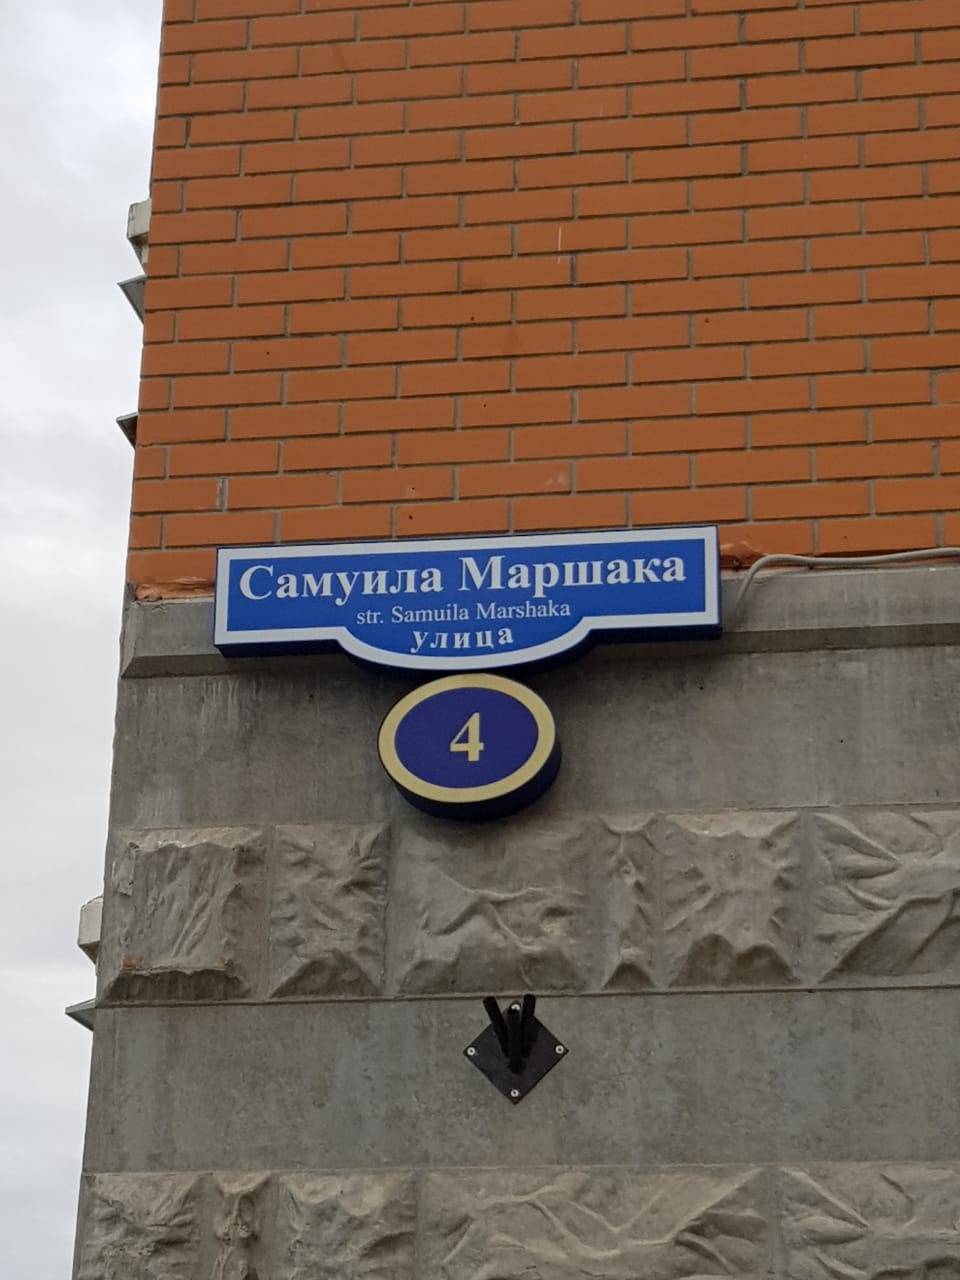 Самуила Маршака
str. Samuila Marshaka
улица
4